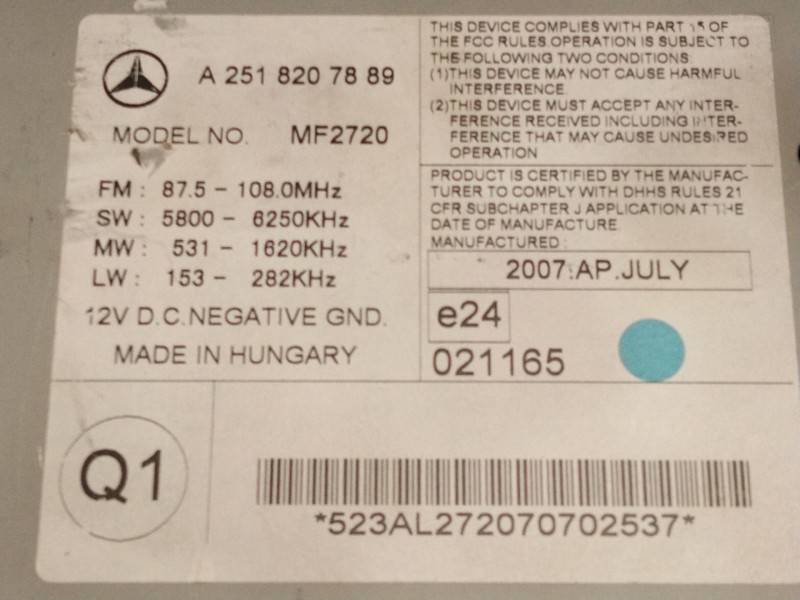 A 251 820 78 89
MODEL NO. MF2720
FM : 87.5 - 108.0MHz
SW : 5800 - 6250KHz
MW : 531 - 1620KHz
LW : 153 - 282KHz
12V D.C.NEGATIVE GND.
MADE IN HUNGARY
THIS DEVICE COMPLIES WITH PART 15 OF
THE FCC RULES OPERATION IS SUBJECT TO
THE FOLLOWING TWO CONDITIONS:
(1)THIS DEVICE MAY NOT CAUSE HARMFUL
INTERFERENCE.
(2)THIS DEVICE MUST ACCEPT ANY INTER-
FERENCE RECEIVED INCLUDING INTER-
FERENCE THAT MAY CAUSE UNDESIRED
OPERATION
PRODUCT IS CERTIFIED BY THE MANUFAC-
TURER TO COMPLY WITH DHHS RULES 21
CFR SUBCHAPTER J APPLICATION AT THE
DATE OF MANUFACTURE
MANUFACTURED :
2007.AP.JULY
e24
021165
Q1
*523AL272070702537*